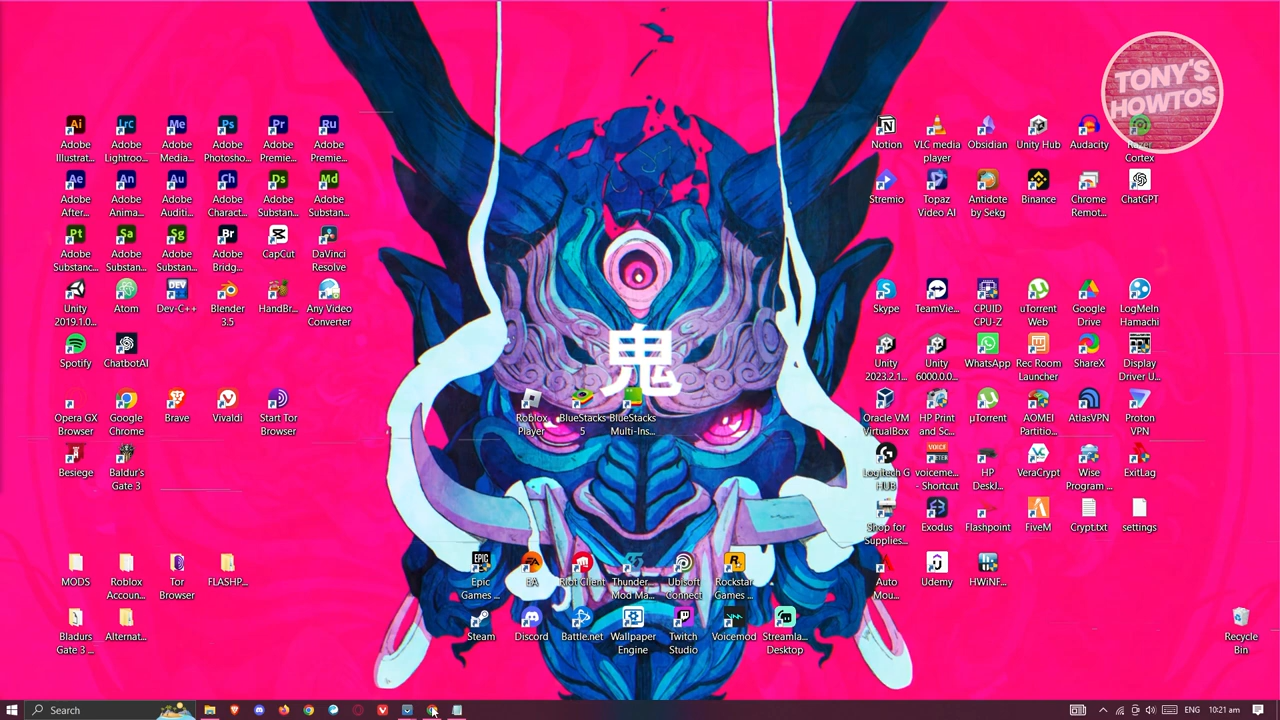 TONY'S
HOWTOS
Adobe Illustrat...
Adobe Lightroo...
Adobe Media...
Adobe Photosho...
Adobe Premie...
Adobe Premie...
Notion
VLC media player
Obsidian
Unity Hub
Audacity
Razer Cortex
Adobe After...
Adobe Anima...
Adobe Auditi...
Adobe Charact...
Adobe Substan...
Adobe Substan...
Stremio
Topaz Video AI
Antidote by Sekg
Binance
Chrome Remot...
ChatGPT
Adobe Substanc...
Adobe Substan...
Adobe Substan...
Adobe Bridg...
CapCut
DaVinci Resolve
Unity 2019.1.0...
Atom
Dev-C++
Blender 3.5
HandBr...
Any Video Converter
Skype
TeamVie...
CPUID CPU-Z
uTorrent Web
Google Drive
LogMeIn Hamachi
Spotify
ChatbotAI
鬼
Unity 2023.2.1...
Unity 6000.0.0...
WhatsApp
Rec Room Launcher
ShareX
Display Driver U...
Opera GX Browser
Google Chrome
Brave
Vivaldi
Start Tor Browser
Roblox Player
BlueStacks 5
BlueStacks Multi-Ins...
Oracle VM VirtualBox
HP Print and Sc...
µTorrent
AOMEI Partitio...
AtlasVPN
Proton VPN
Besiege
Baldur's Gate 3
Logitech G HUB
voiceme... - Shortcut
HP DeskJ...
VeraCrypt
Wise Program ...
ExitLag
Shop for Supplies...
Exodus
Flashpoint
FiveM
Crypt.txt
settings
MODS
Roblox Accoun...
Tor Browser
FLASHP...
Epic Games ...
EA
Riot Client
Thunder... Mod Ma...
Ubisoft Connect
Rockstar Games ...
Auto Mou...
Udemy
HWiNF...
Bladurs Gate 3 ...
Alternat...
Steam
Discord
Battle.net
Wallpaper Engine
Twitch Studio
Voicemod
Streamla... Desktop
Recycle Bin
Search
ENG
10:21 am